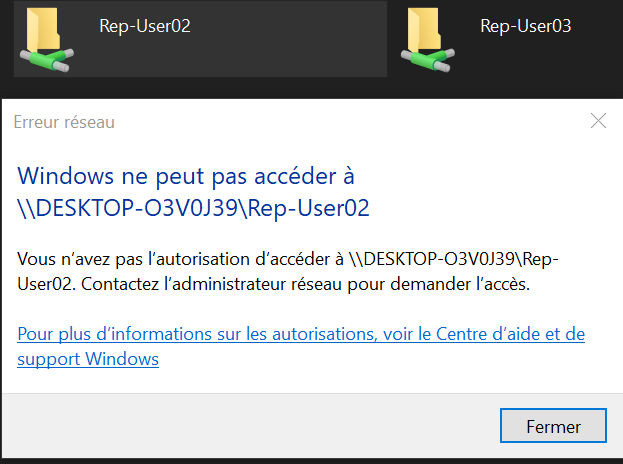 Rep-User02
Rep-User03
Erreur réseau
Windows ne peut pas accéder à
\\DESKTOP-O3V0J39\Rep-User02
Vous n’avez pas l’autorisation d’accéder à \\DESKTOP-O3V0J39\Rep-
User02. Contactez l’administrateur réseau pour demander l’accès.
Pour plus d’informations sur les autorisations, voir le Centre d’aide et de
support Windows
Fermer